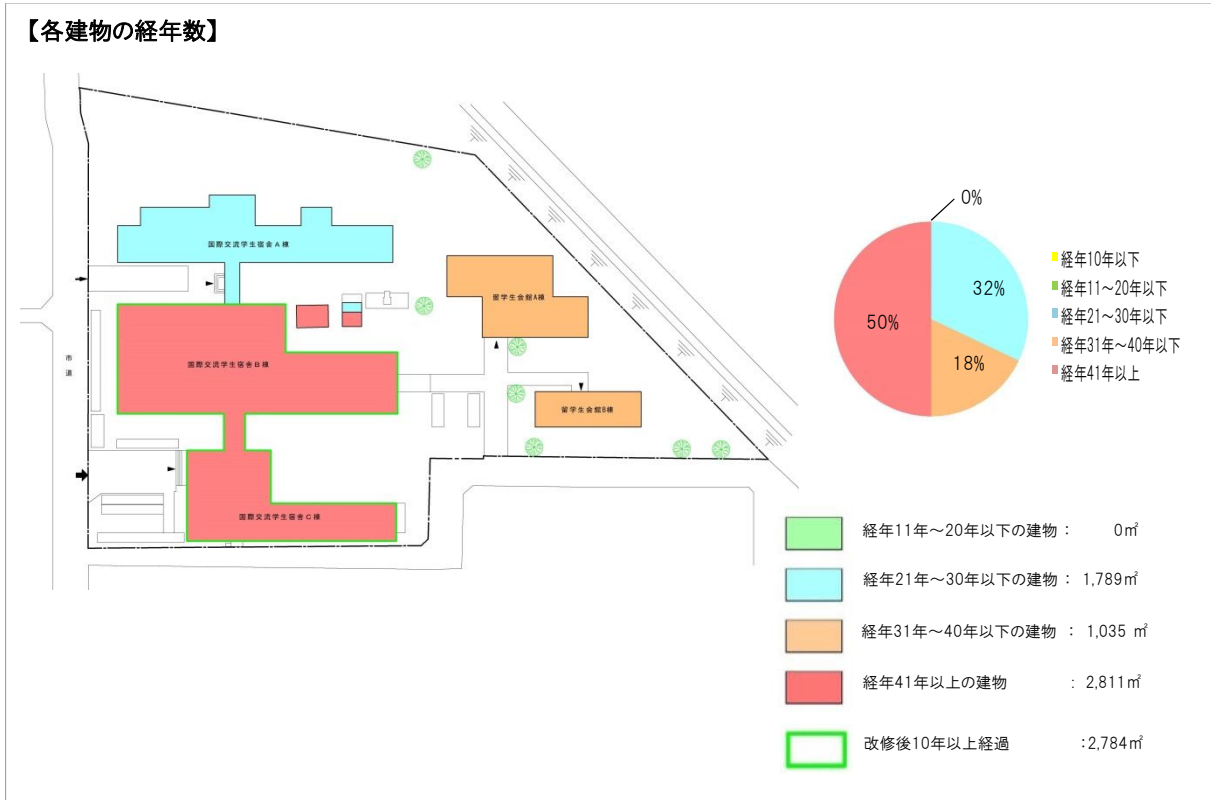 【各建物の経年数】
国際交流学生宿舎A棟
留学生会館A棟
市道
国際交流学生宿舎B棟
留学生会館B棟
国際交流学生宿舎C棟
0%
32%
50%
18%
経年10年以下
経年11～20年以下
経年21～30年以下
経年31年～40年以下
経年41年以上
経年11年～20年以下の建物： 0㎡
経年21年～30年以下の建物： 1,789㎡
経年31年～40年以下の建物 ： 1,035 ㎡
経年41年以上の建物 : 2,811㎡
改修後10年以上経過 :2,784㎡